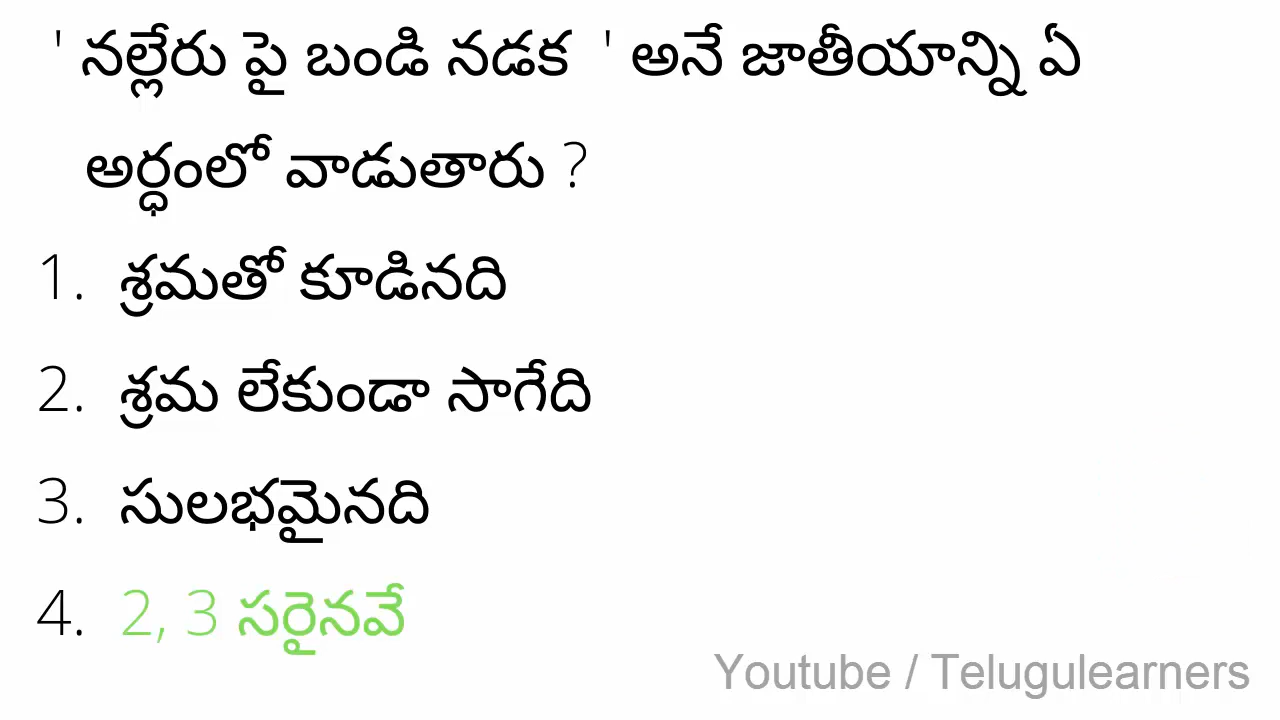 ' నల్లేరు పై బండి నడక ' అనే జాతీయాన్ని ఏ
అర్ధంలో వాడుతారు ?
1. శ్రమతో కూడినది
2. శ్రమ లేకుండా సాగేది
3. సులభమైనది
4. 2, 3 సరైనవే
Youtube / Telugulearners